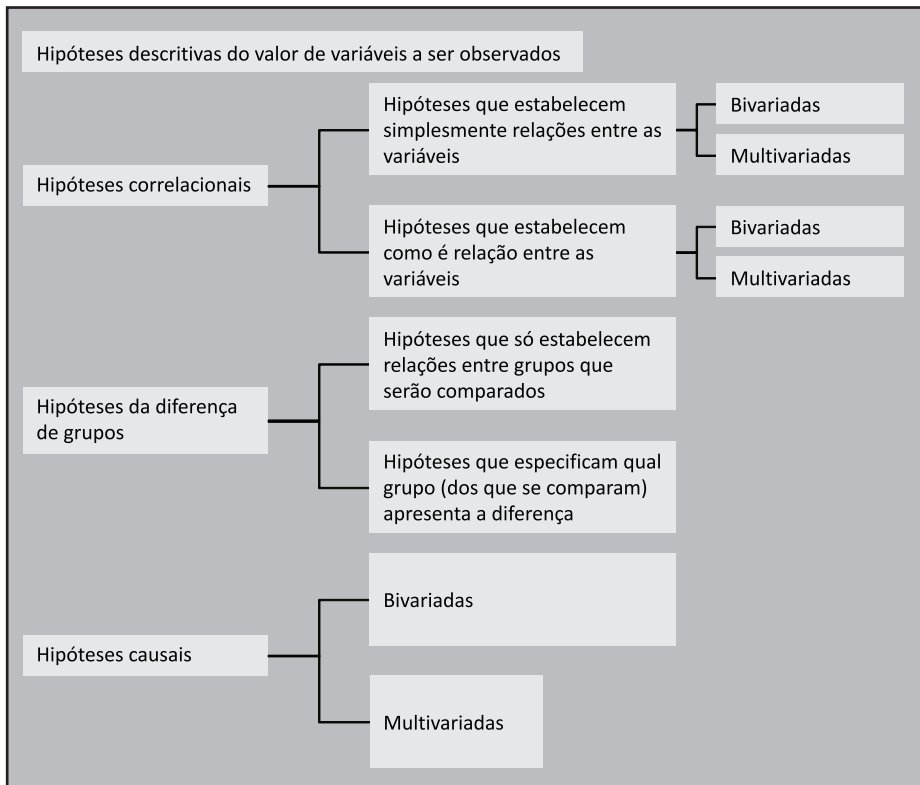 Hipóteses descritivas do valor de variáveis a ser observados
Hipóteses correlacionais
Hipóteses que estabelecem
simplesmente relações entre as
variáveis
Bivariadas
Multivariadas
Hipóteses que estabelecem
como é relação entre as
variáveis
Bivariadas
Multivariadas
Hipóteses da diferença
de grupos
Hipóteses que só estabelecem
relações entre grupos que
serão comparados
Hipóteses que especificam qual
grupo (dos que se comparam)
apresenta a diferença
Hipóteses causais
Bivariadas
Multivariadas